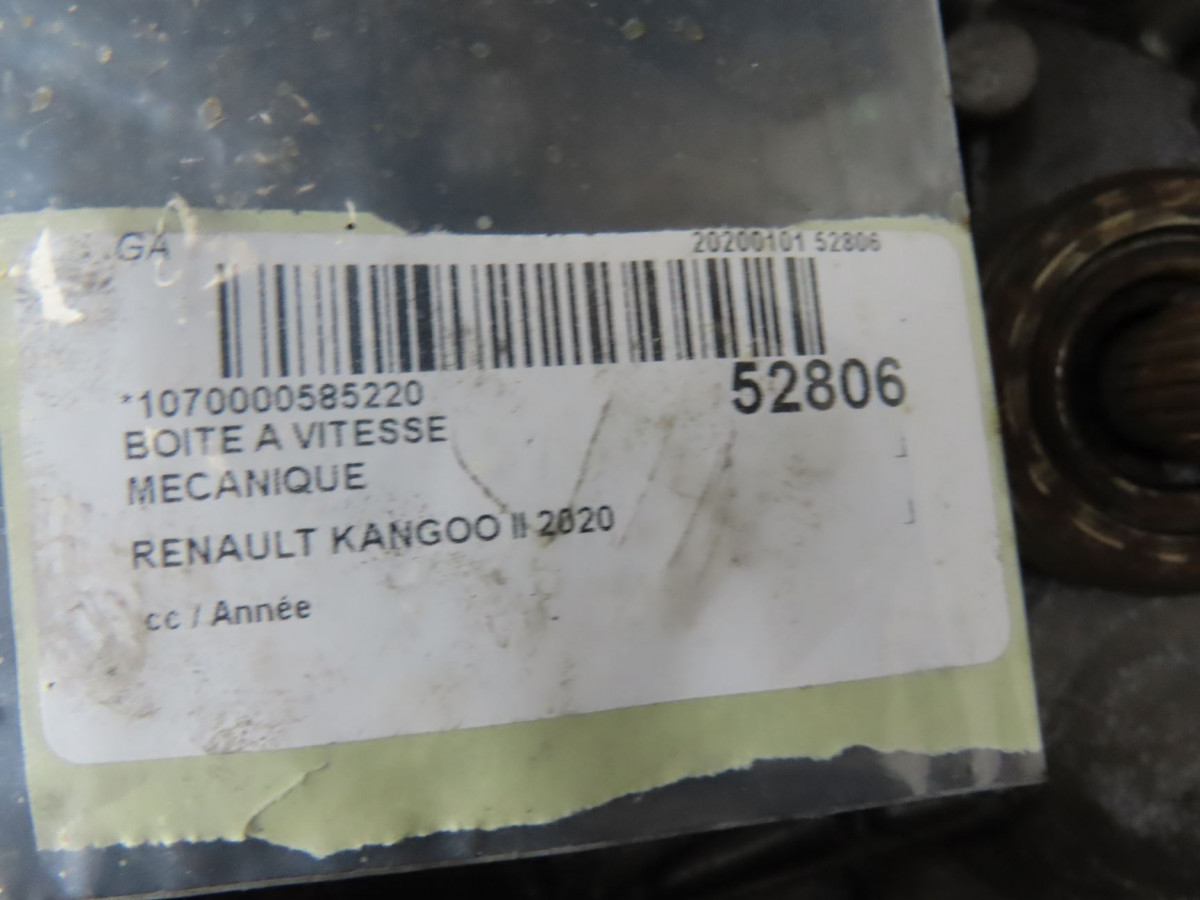 GA
20200101 52806
*1070000585220
52806
BOITE A VITESSE
MECANIQUE
RENAULT KANGOO II 2020
cc / Année